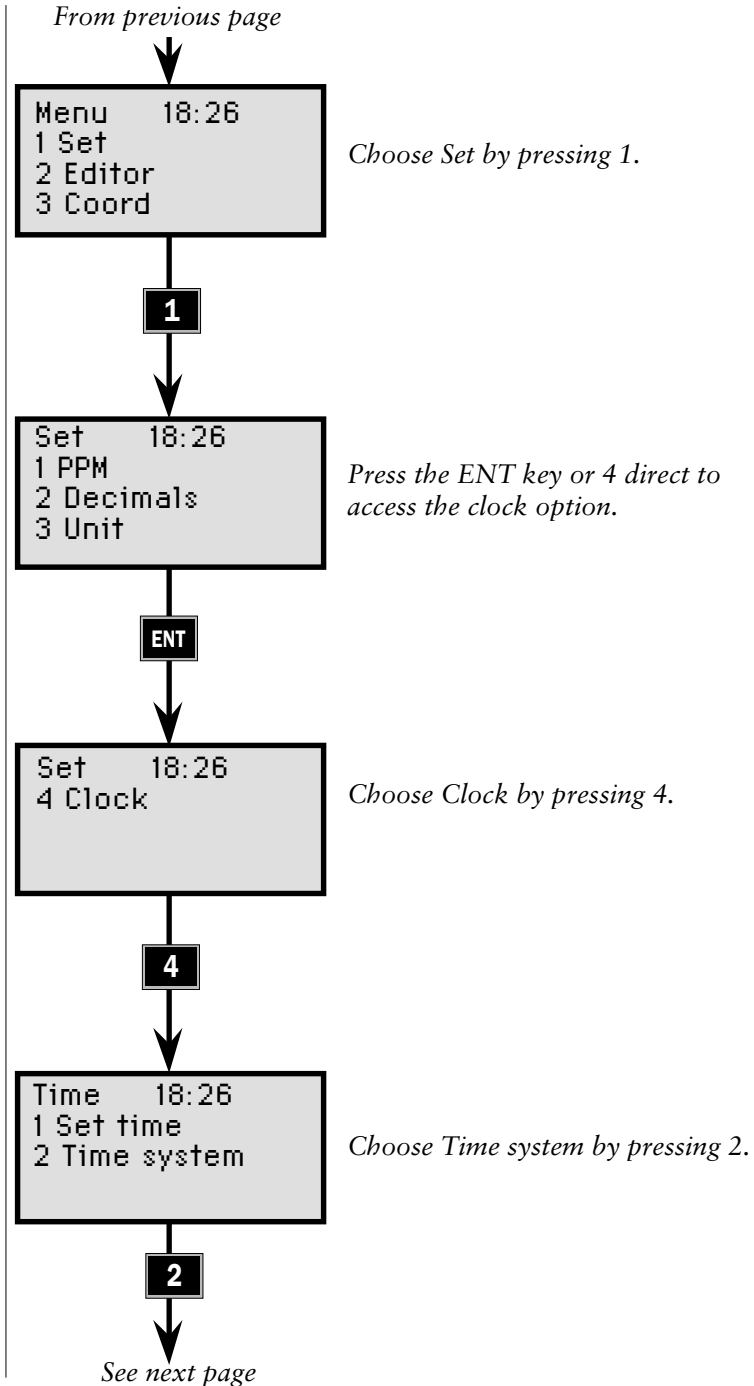 From previous page
Menu 18:26
1 Set
2 Editor
3 Coord
Choose Set by pressing 1.
1
Set 18:26
1 PPM
2 Decimals
3 Unit
Press the ENT key or 4 direct to
access the clock option.
ENT
Set 18:26
4 Clock
Choose Clock by pressing 4.
4
Time 18:26
1 Set time
2 Time system
Choose Time system by pressing 2.
2
See next page